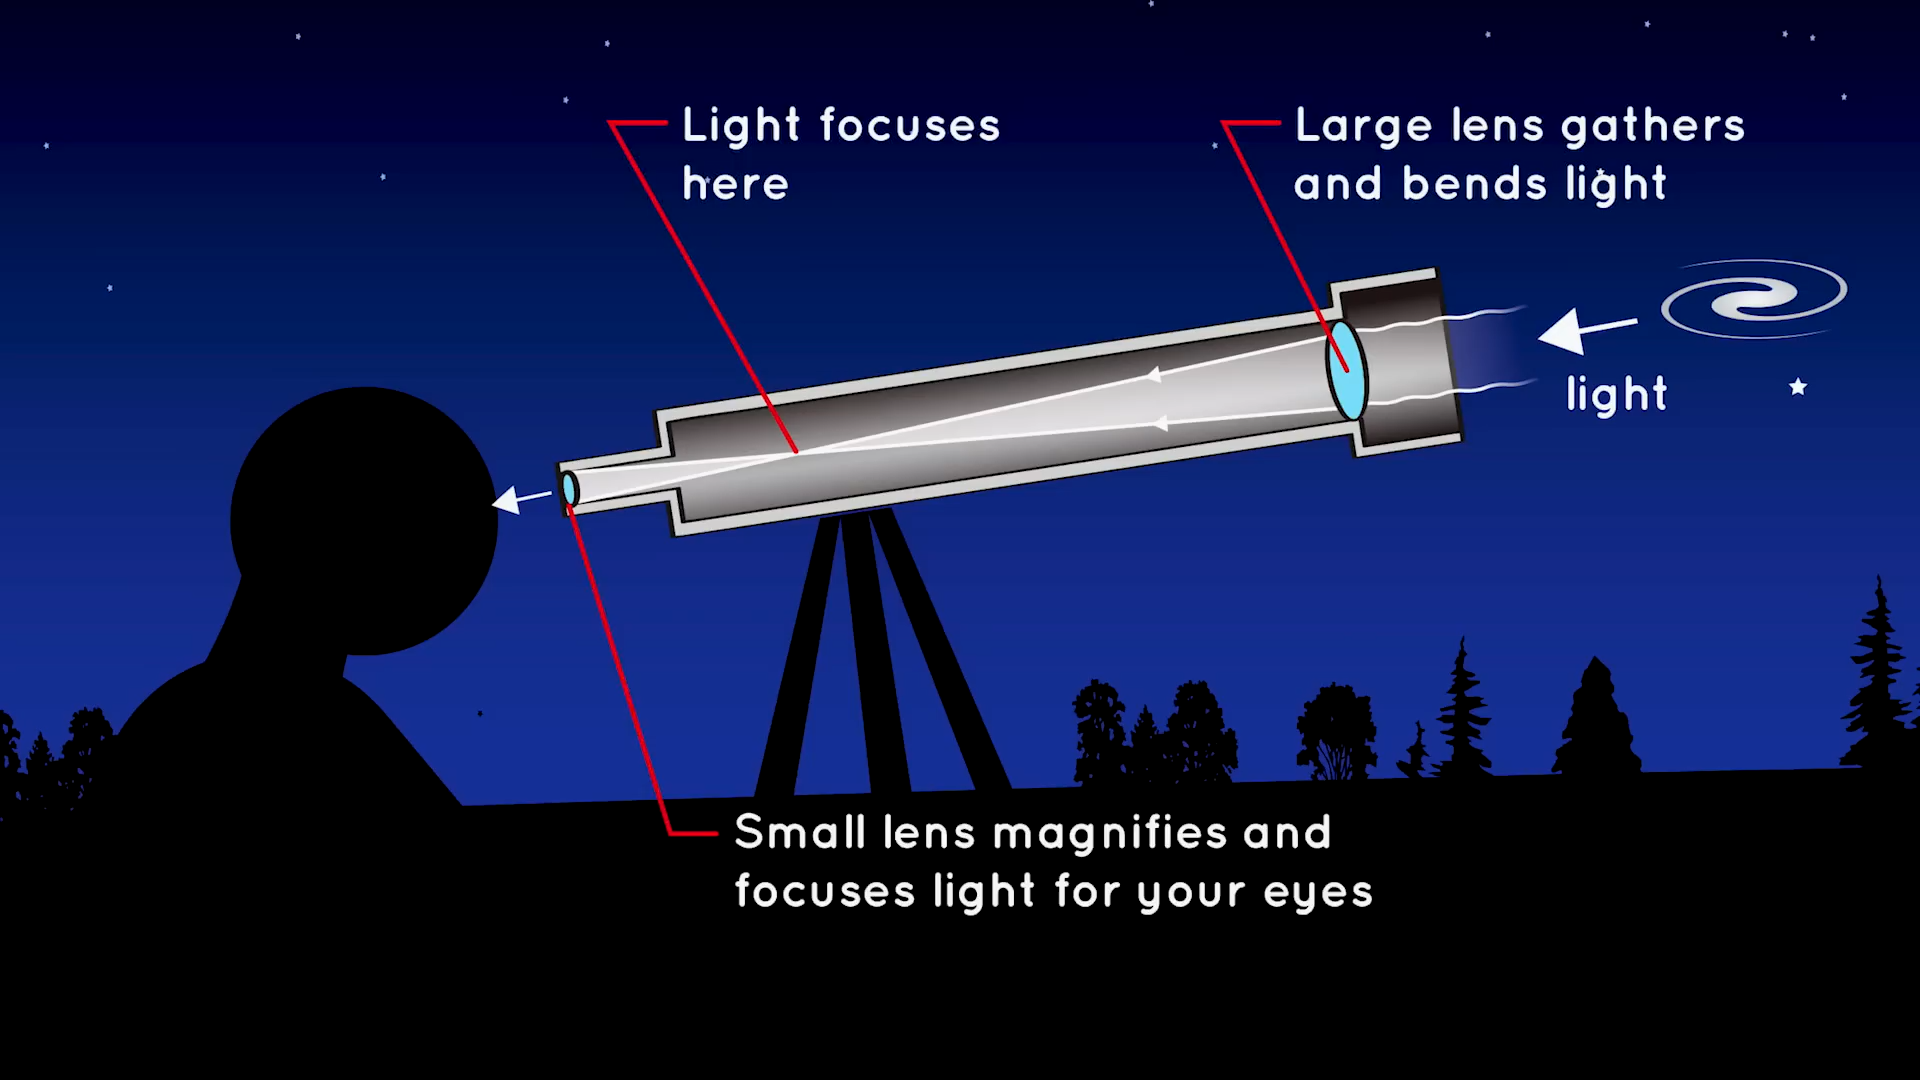 Light focuses
here
Large lens gathers
and bends light
light
Small lens magnifies and
focuses light for your eyes